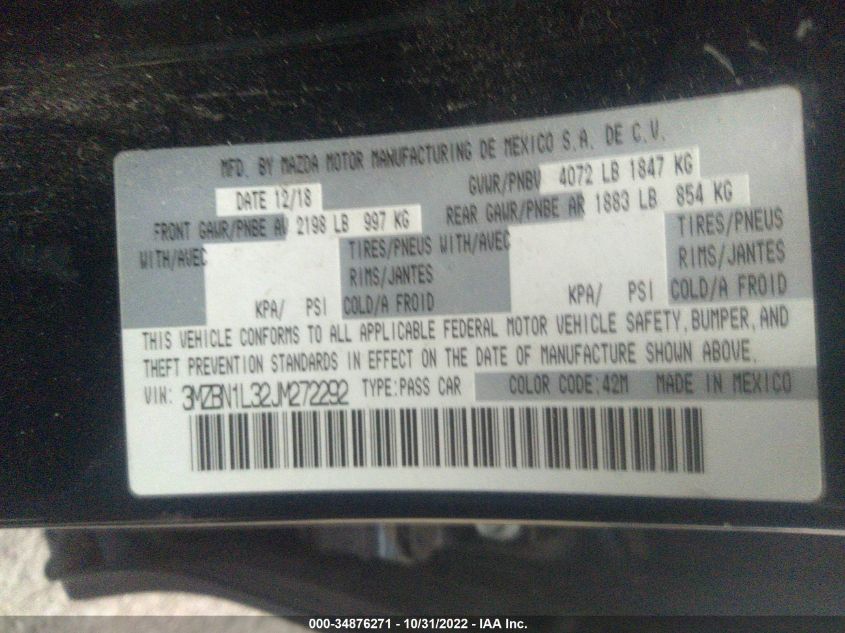 MFD. BY MAZDA MOTOR MANUFACTURING DE MEXICO S.A. DE C.V.
DATE 12/18 GVWR/PNBV 4072 LB 1847 KG
FRONT GAWR/PNBE AV 2198 LB 997 KG REAR GAWR/PNBE AR 1883 LB 854 KG
WITH/AVEC TIRES/PNEUS WITH/AVEC TIRES/PNEUS
RIMS/JANTES RIMS/JANTES
KPA/ PSI COLD/A FROID KPA/ PSI COLD/A FROID
THIS VEHICLE CONFORMS TO ALL APPLICABLE FEDERAL MOTOR VEHICLE SAFETY, BUMPER, AND
THEFT PREVENTION STANDARDS IN EFFECT ON THE DATE OF MANUFACTURE SHOWN ABOVE.
VIN: 3MZBN1L32JM272292 TYPE:PASS CAR COLOR CODE:42M MADE IN MEXICO
000-34876271 - 10/31/2022 - IAA Inc.